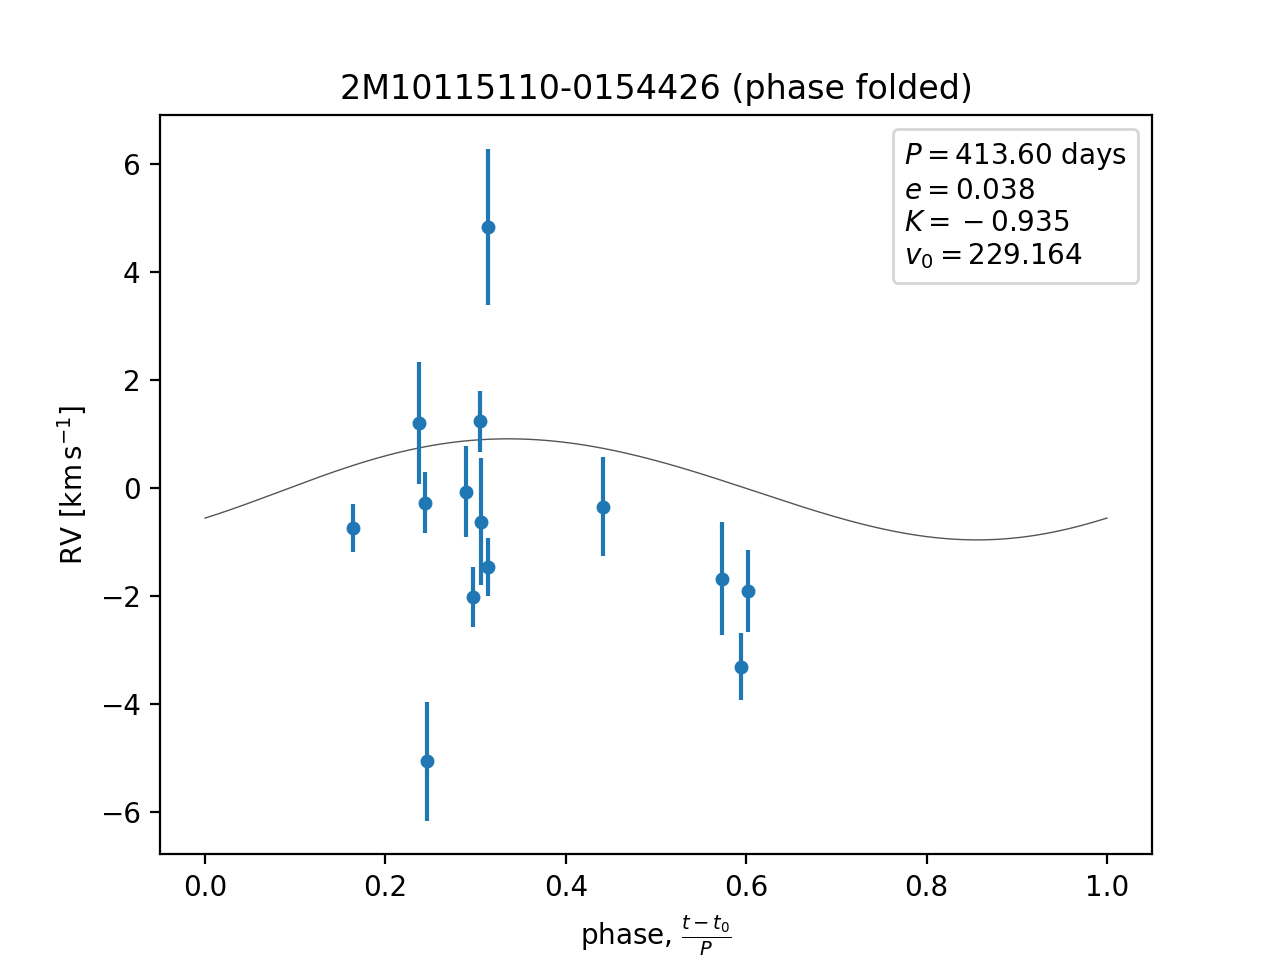 2M10115110-0154426 (phase folded)
P = 413.60 days
e = 0.038
K = −0.935
v₀ = 229.164
6
4
2
0
−2
−4
−6
RV [km s⁻¹]
0.0 0.2 0.4 0.6 0.8 1.0
phase, (t − t₀)/P